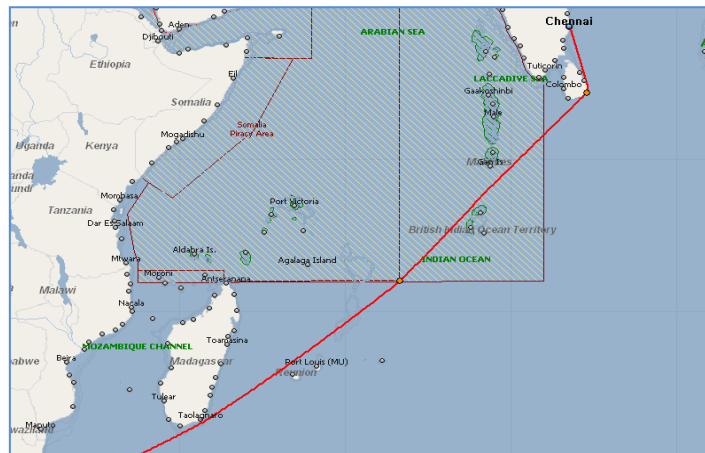 Chennai
Aden
Djibouti
ARABIAN SEA
Ethiopia
Tuticorin
LACCADIVE SEA
Colombo
Eil
Gaakoshinbi
Somalia
Male
Somalia
Piracy Area
Mogadishu
Uganda
Kenya
Gan Is.
Mombasa
Port Victoria
Tanzania
Dar Es Salaam
British Indian Ocean Territory
Aldabra Is.
Mtwara
Agalaga Island
INDIAN OCEAN
Moroni
Antseranana
Malawi
Nacala
Toamasina
MOZAMBIQUE CHANNEL
Beira
Madagascar
Port Louis (MU)
Reunion
Tulear
Taolagnaro
Maputo